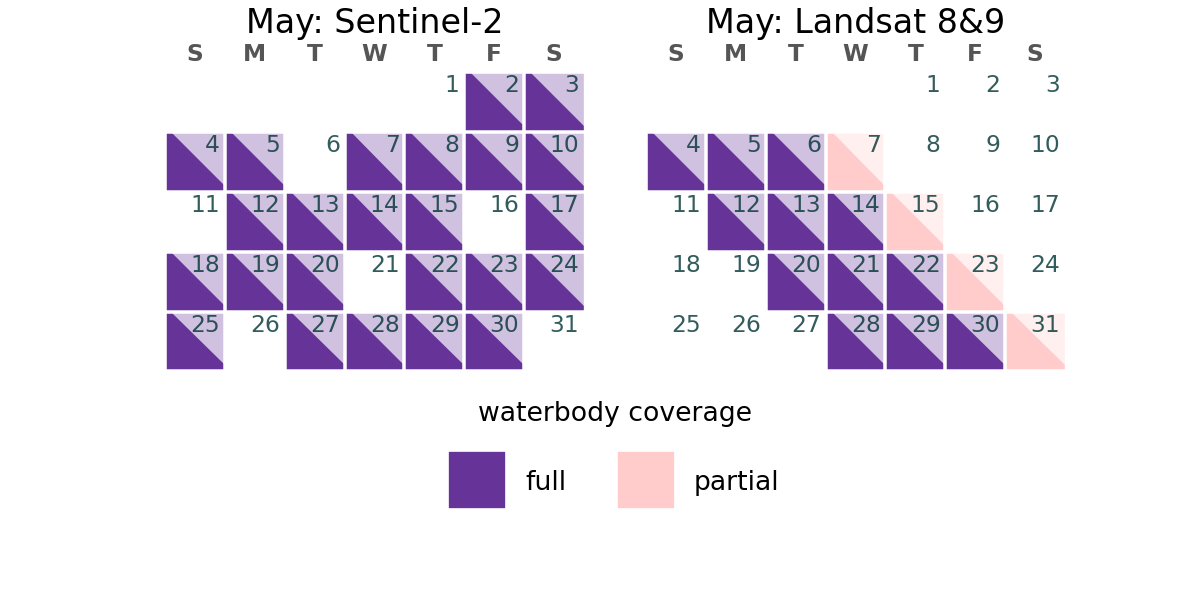 May: Sentinel-2
S M T W T F S
1 2 3
4 5 6 7 8 9 10
11 12 13 14 15 16 17
18 19 20 21 22 23 24
25 26 27 28 29 30 31
May: Landsat 8&9
S M T W T F S
1 2 3
4 5 6 7 8 9 10
11 12 13 14 15 16 17
18 19 20 21 22 23 24
25 26 27 28 29 30 31
waterbody coverage
full partial